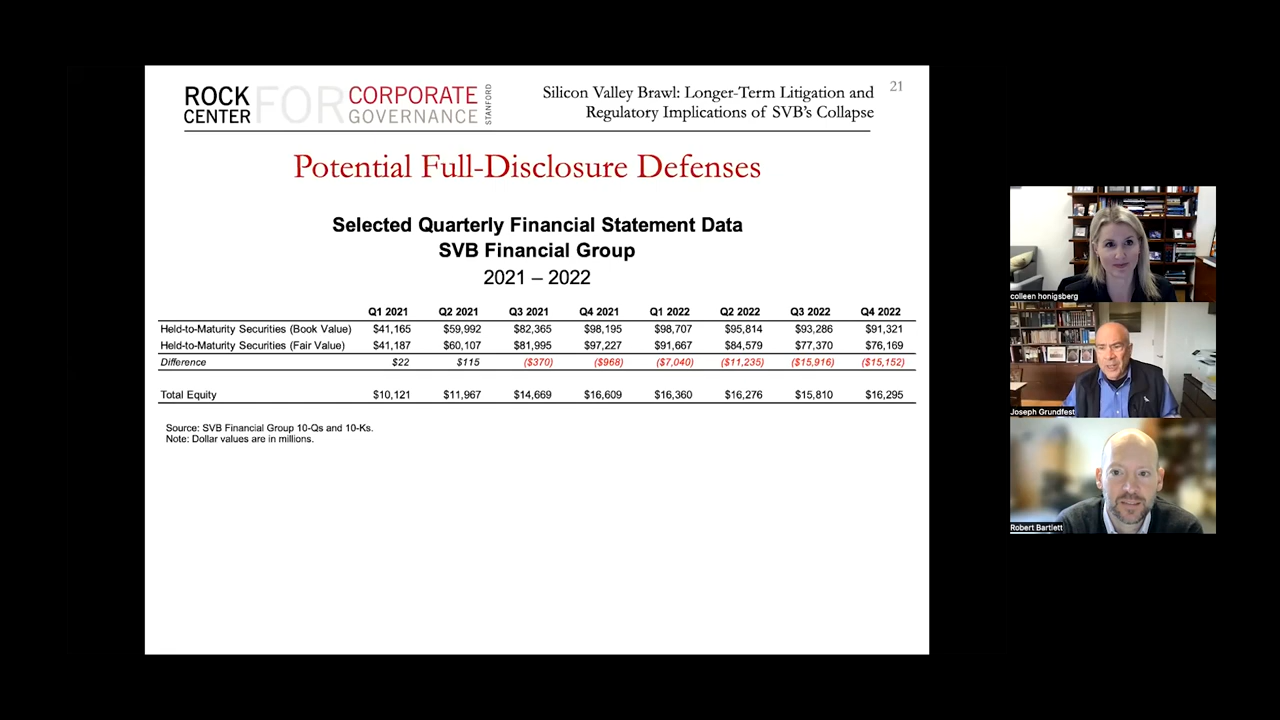 ROCK
CENTER
FOR
CORPORATE
GOVERNANCE
STANFORD
Silicon Valley Brawl: Longer-Term Litigation and
Regulatory Implications of SVB's Collapse
21
Potential Full-Disclosure Defenses
Selected Quarterly Financial Statement Data
SVB Financial Group
2021 – 2022
Q1 2021 Q2 2021 Q3 2021 Q4 2021 Q1 2022 Q2 2022 Q3 2022 Q4 2022
Held-to-Maturity Securities (Book Value) $41,165 $59,992 $82,365 $98,195 $98,707 $95,814 $93,286 $91,321
Held-to-Maturity Securities (Fair Value) $41,187 $60,107 $81,995 $97,227 $91,667 $84,579 $77,370 $76,169
Difference $22 $115 ($370) ($968) ($7,040) ($11,235) ($15,916) ($15,152)
Total Equity $10,121 $11,967 $14,669 $16,609 $16,360 $16,276 $15,810 $16,295
Source: SVB Financial Group 10-Qs and 10-Ks.
Note: Dollar values are in millions.
colleen honigsberg
Joseph Grundfest
Robert Bartlett